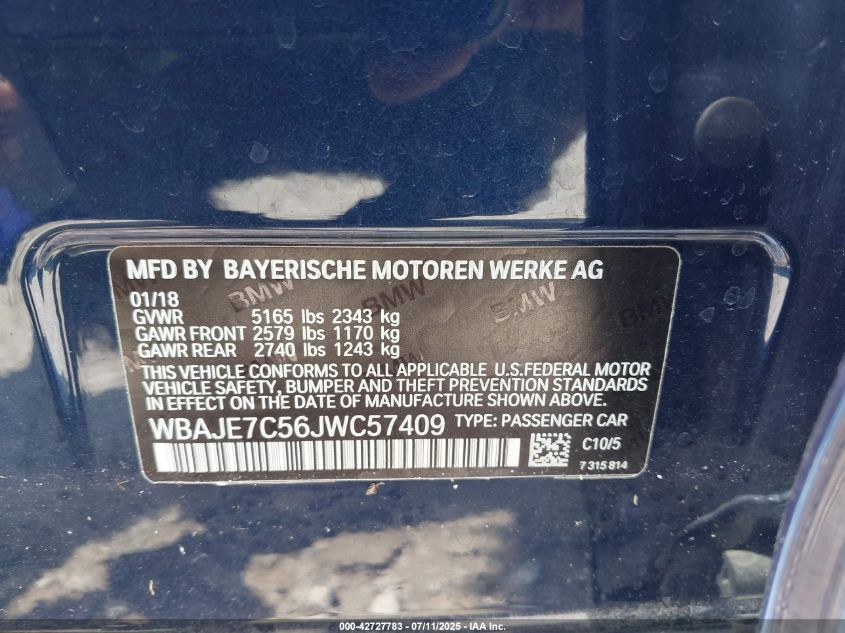 MFD BY BAYERISCHE MOTOREN WERKE AG
01/18
GVWR 5165 lbs 2343 kg
GAWR FRONT 2579 lbs 1170 kg
GAWR REAR 2740 lbs 1243 kg
THIS VEHICLE CONFORMS TO ALL APPLICABLE U.S.FEDERAL MOTOR
VEHICLE SAFETY, BUMPER AND THEFT PREVENTION STANDARDS
IN EFFECT ON THE DATE OF MANUFACTURE SHOWN ABOVE.
WBAJE7C56JWC57409 TYPE: PASSENGER CAR
C10/5
7 315 814
BMW
BMW
BMW
000-42727783 - 07/11/2025 - IAA Inc.